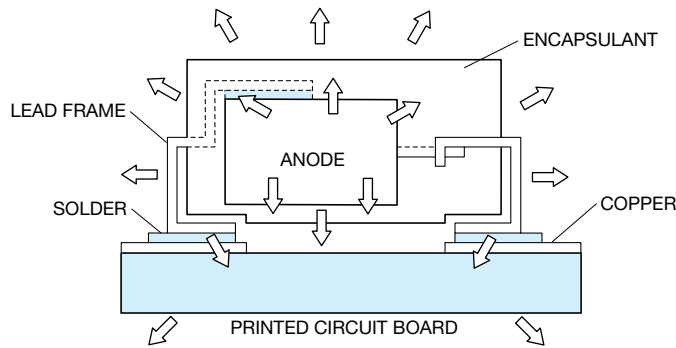 ENCAPSULANT
LEAD FRAME
ANODE
SOLDER
COPPER
PRINTED CIRCUIT BOARD